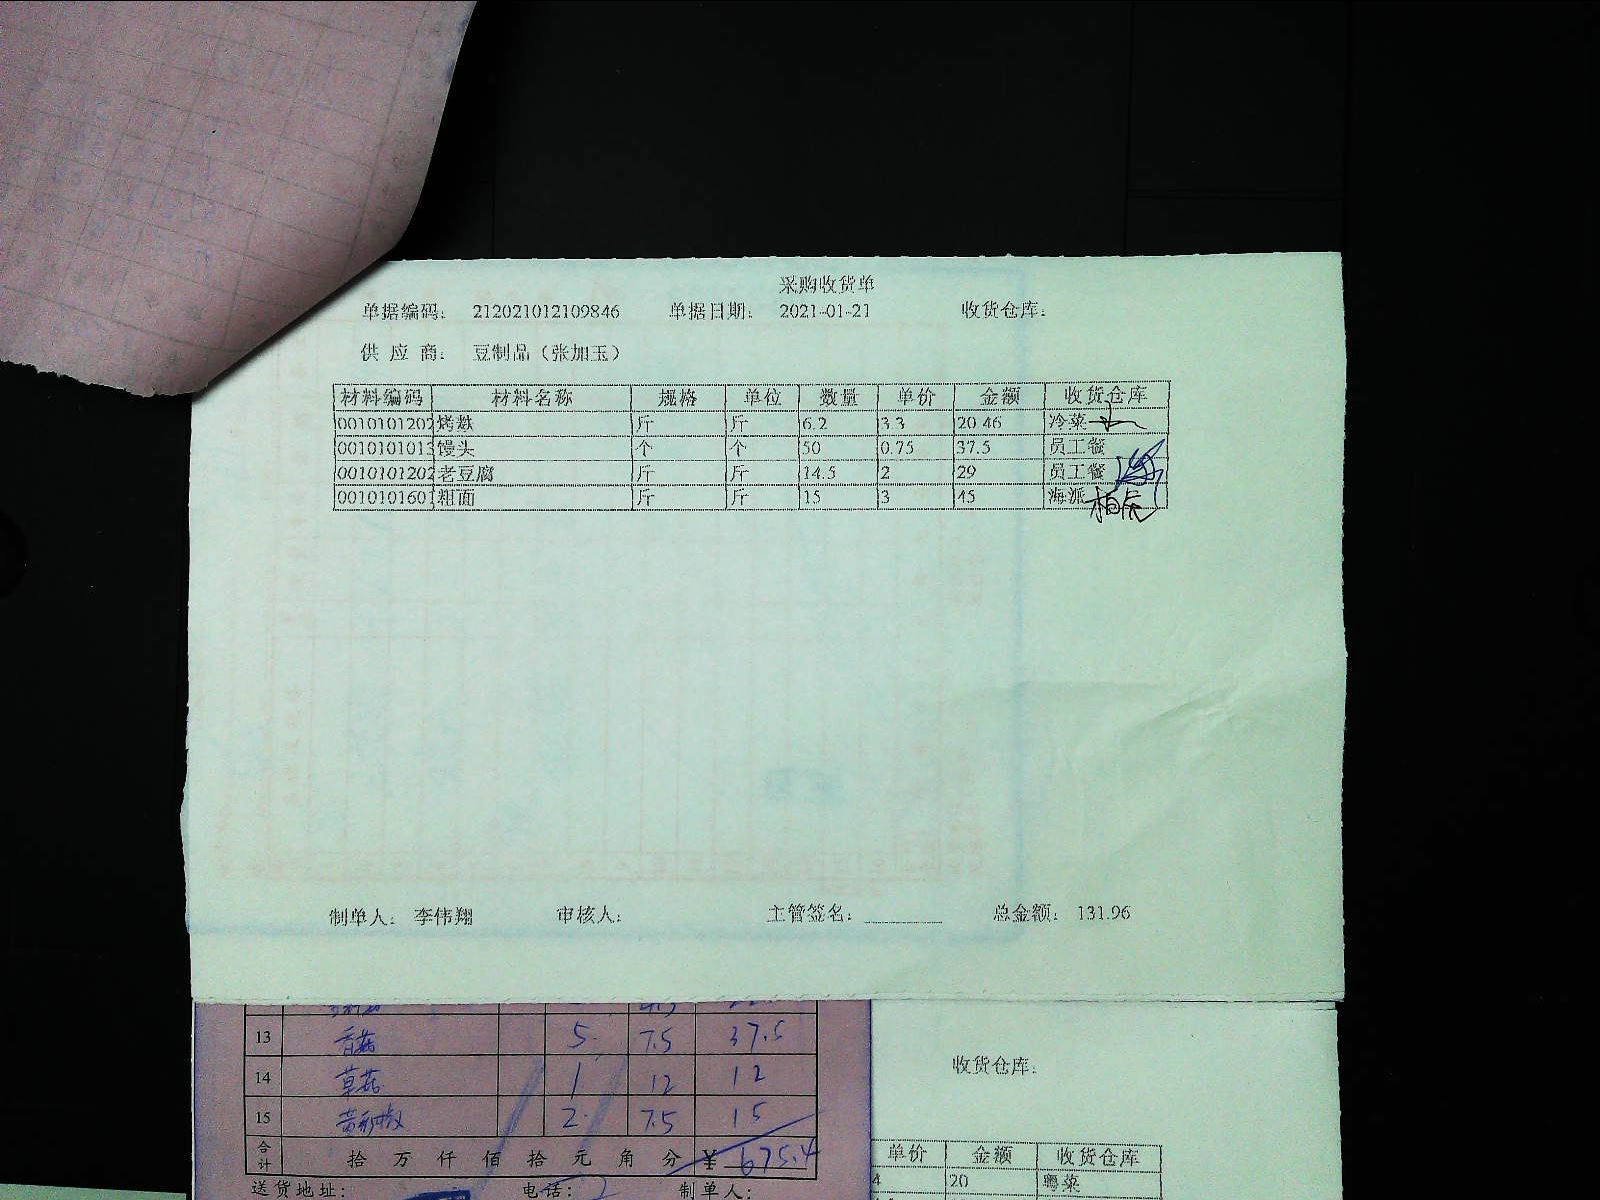 采购收货单
单据编码： 212021012109846 单据日期： 2021-01-21 收货仓库：
供 应 商： 豆制品（张加玉）
材料编码 材料名称 规格 单位 数量 单价 金额 收货仓库
0010101202 烤麸 斤 斤 6.2 3.3 20.46 冷菜
0010101013 馒头 个 个 50 0.75 37.5 员工餐
0010101202 老豆腐 斤 斤 14.5 2 29 员工餐
0010101601 粗面 斤 斤 15 3 45 海派
制单人： 李伟翔 审核人： 主管签名： 总金额： 131.96
13 香菇 5 7.5 37.5
14 草菇 1 12 12
15 2 7.5 15
合计 拾 万 仟 佰 拾 元 角 分 ¥ 675.4
送货地址： 电话： 制单人：
收货仓库：
单价 金额 收货仓库
4 20 粤菜